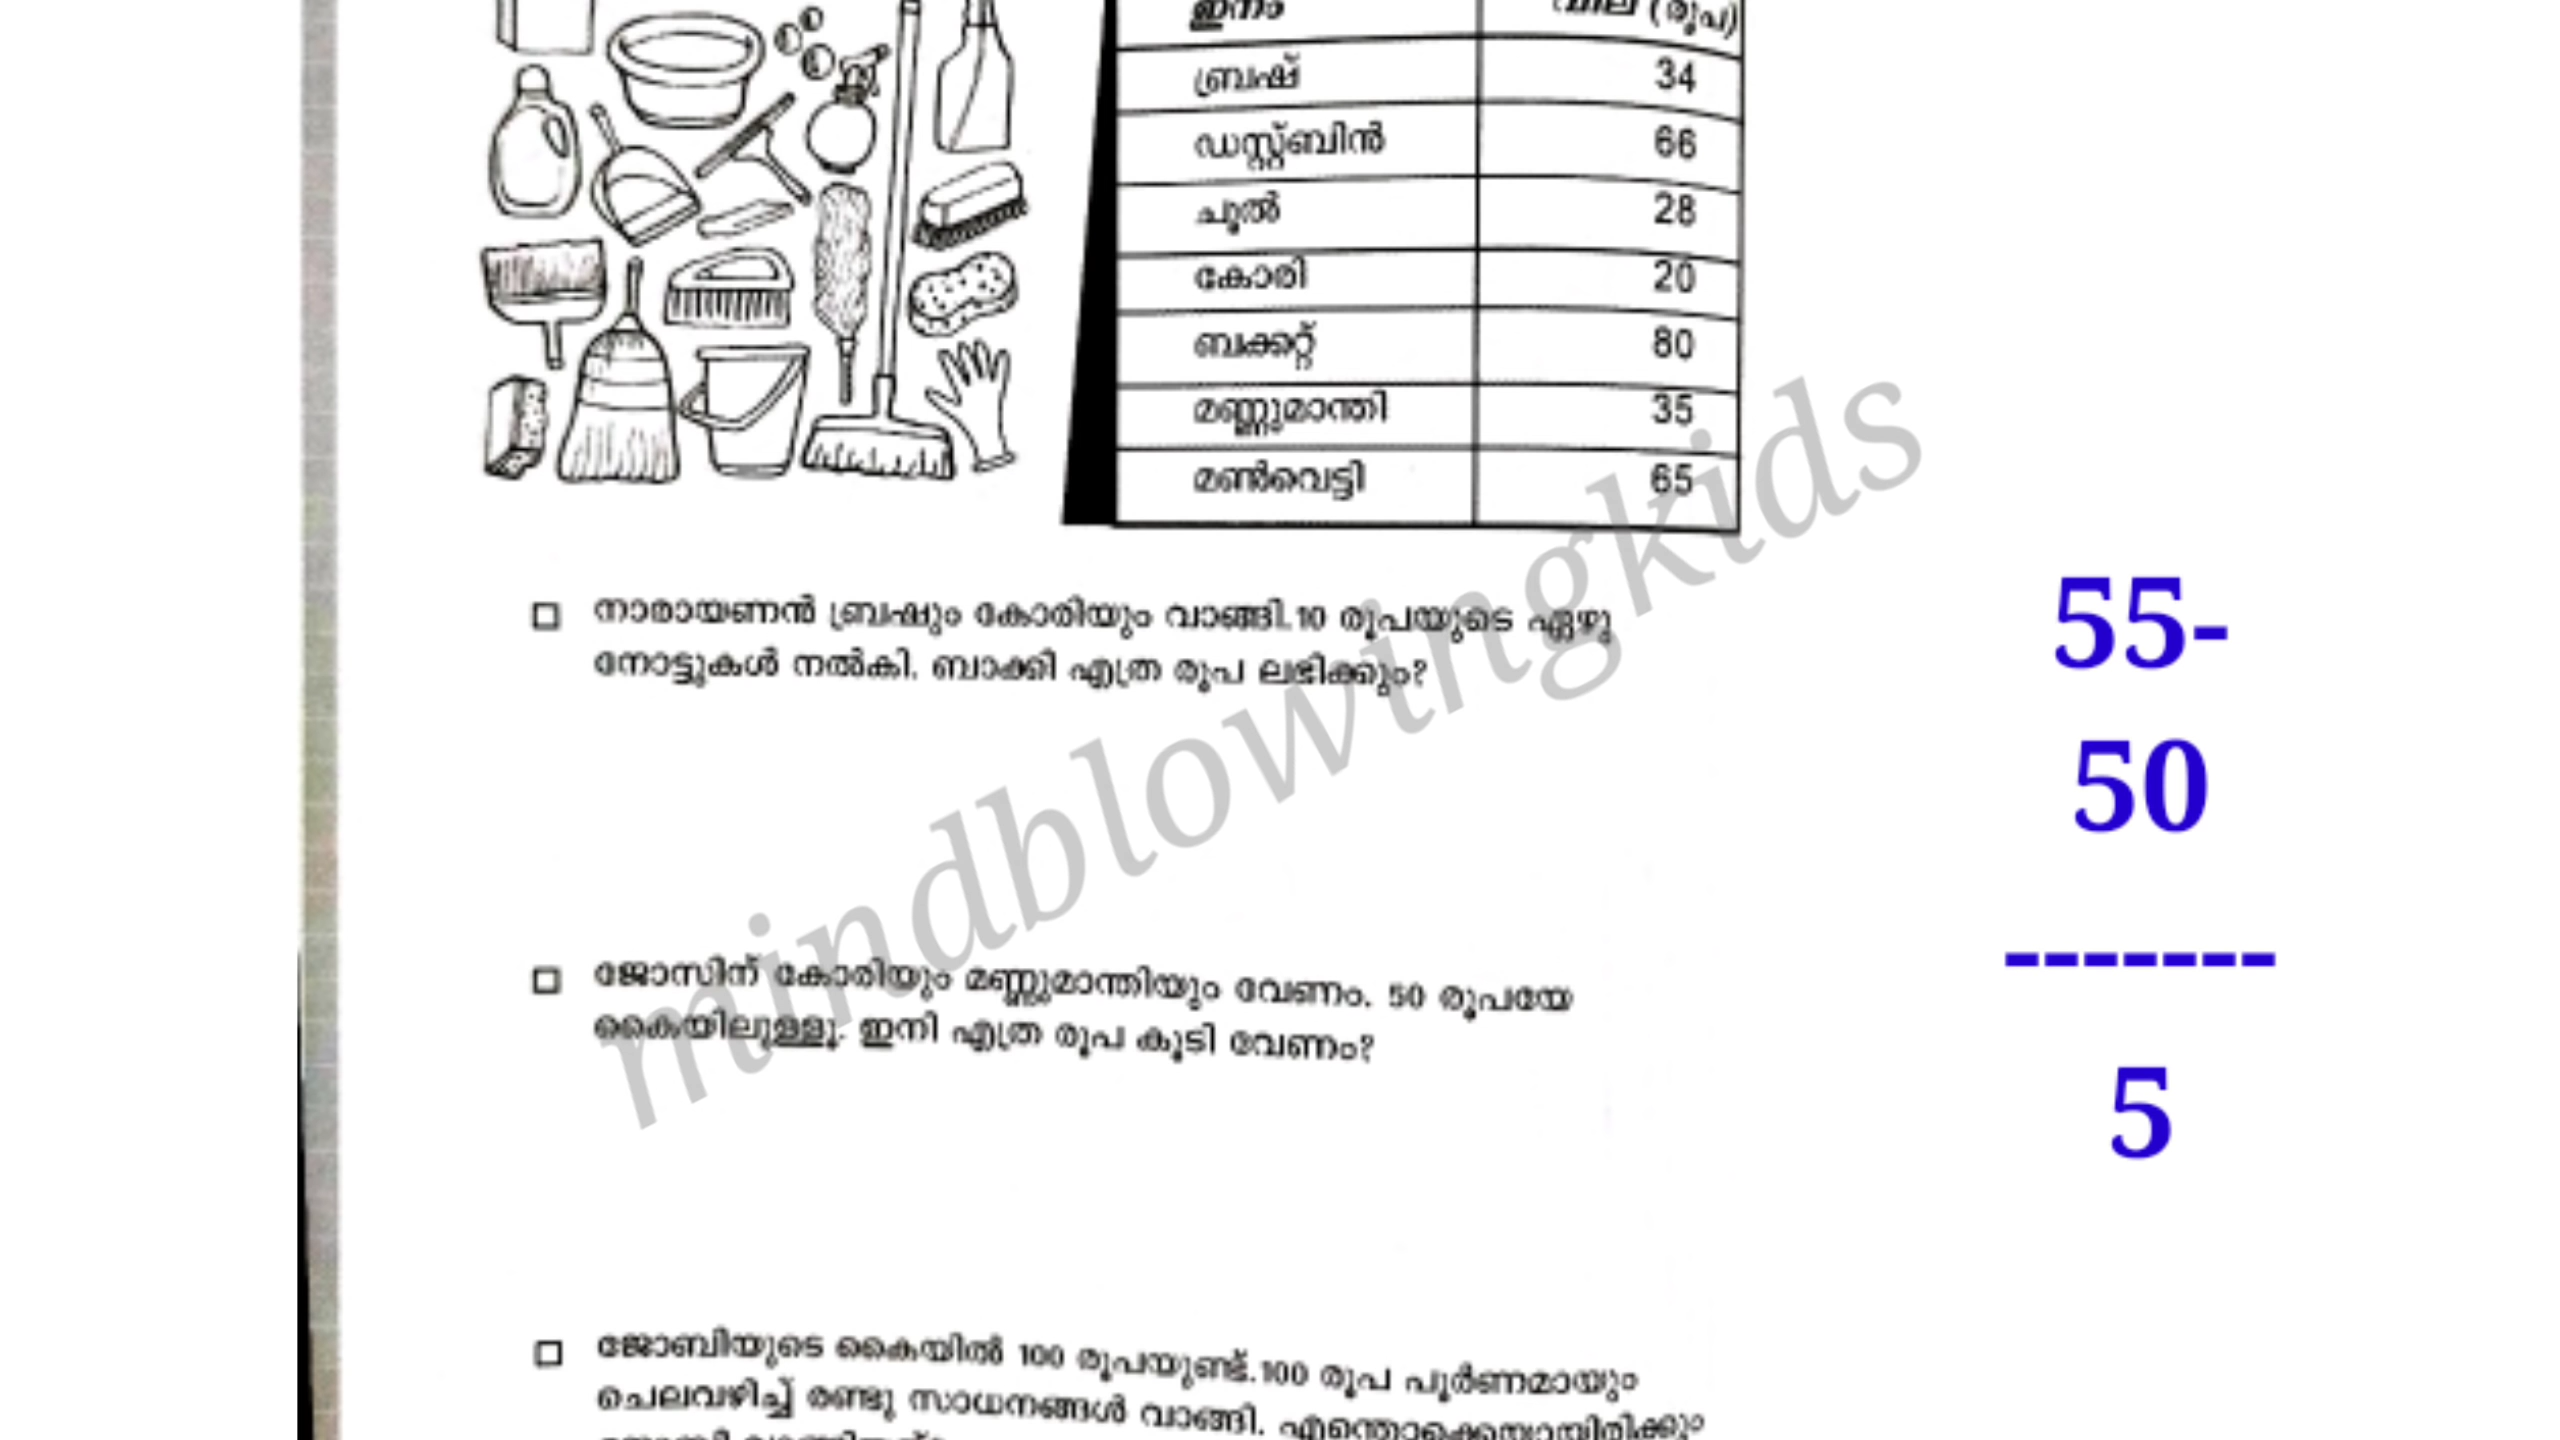 ഇനം വില (രൂപ)
ബ്രഷ് 34
ഡസ്റ്റ്ബിൻ 66
ചൂൽ 28
കോരി 20
ബക്കറ്റ് 80
മണ്ണുമാന്തി 35
മൺവെട്ടി 65
നാരായണൻ ബ്രഷും കോരിയും വാങ്ങി.10 രൂപയുടെ ഏഴു
നോട്ടുകൾ നൽകി. ബാക്കി എത്ര രൂപ ലഭിക്കും?
ജോസിന് കോരിയും മണ്ണുമാന്തിയും വേണം. 50 രൂപയേ
കൈയിലുള്ളൂ. ഇനി എത്ര രൂപ കൂടി വേണം?
ജോബിയുടെ കൈയിൽ 100 രൂപയുണ്ട്.100 രൂപ പൂർണമായും
ചെലവഴിച്ച് രണ്ടു സാധനങ്ങൾ വാങ്ങി. എന്തൊക്കെയായിരിക്കും
55-
50
-------
5
mindblowingkids